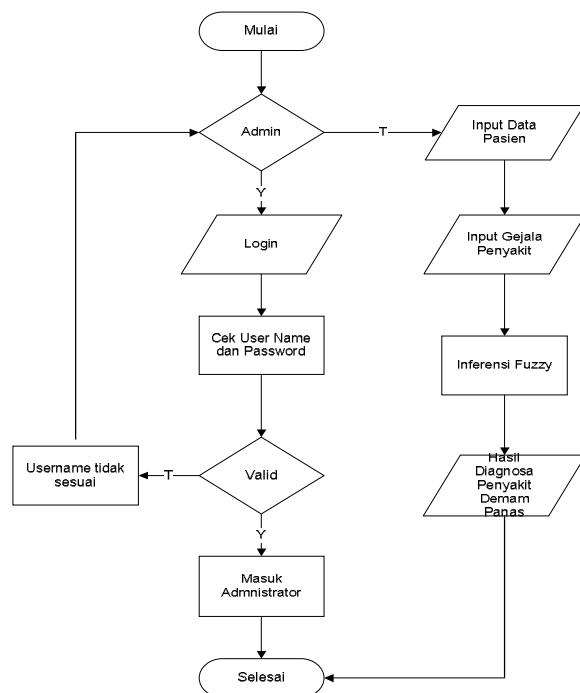 Mulai
Admin
T
Input Data
Pasien
Y
Login
Input Gejala
Penyakit
Cek User Name
dan Password
Inferensi Fuzzy
Username tidak
sesuai
T
Valid
Hasil
Diagnosa
Penyakit
Demam
Panas
Y
Masuk
Admnistrator
Selesai